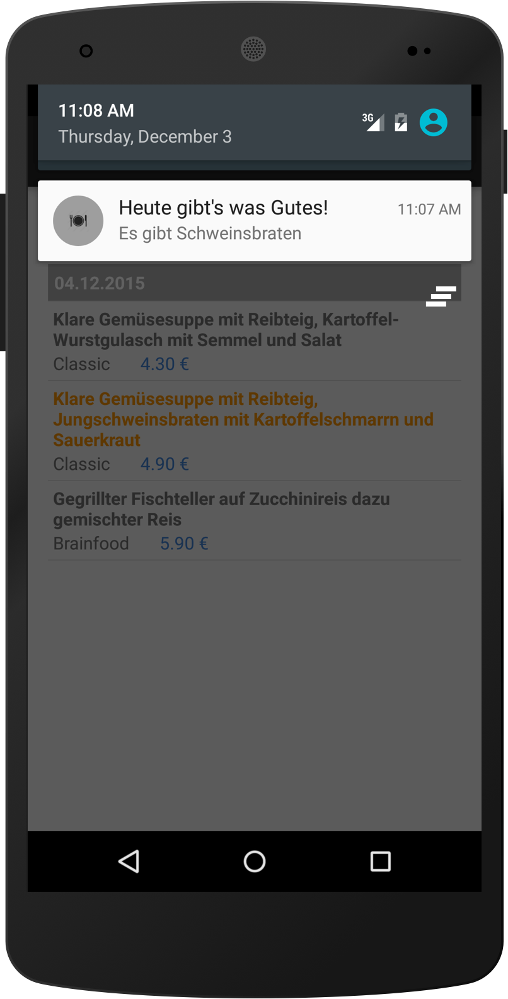 11:08 AM
3G
Thursday, December 3
Heute gibt's was Gutes!
11:07 AM
Es gibt Schweinsbraten
04.12.2015
Klare Gemüsesuppe mit Reibteig, Kartoffel-
Wurstgulasch mit Semmel und Salat
Classic 4.30 €
Klare Gemüsesuppe mit Reibteig,
Jungschweinsbraten mit Kartoffelschmarrn und
Sauerkraut
Classic 4.90 €
Gegrillter Fischteller auf Zucchinireis dazu
gemischter Reis
Brainfood 5.90 €